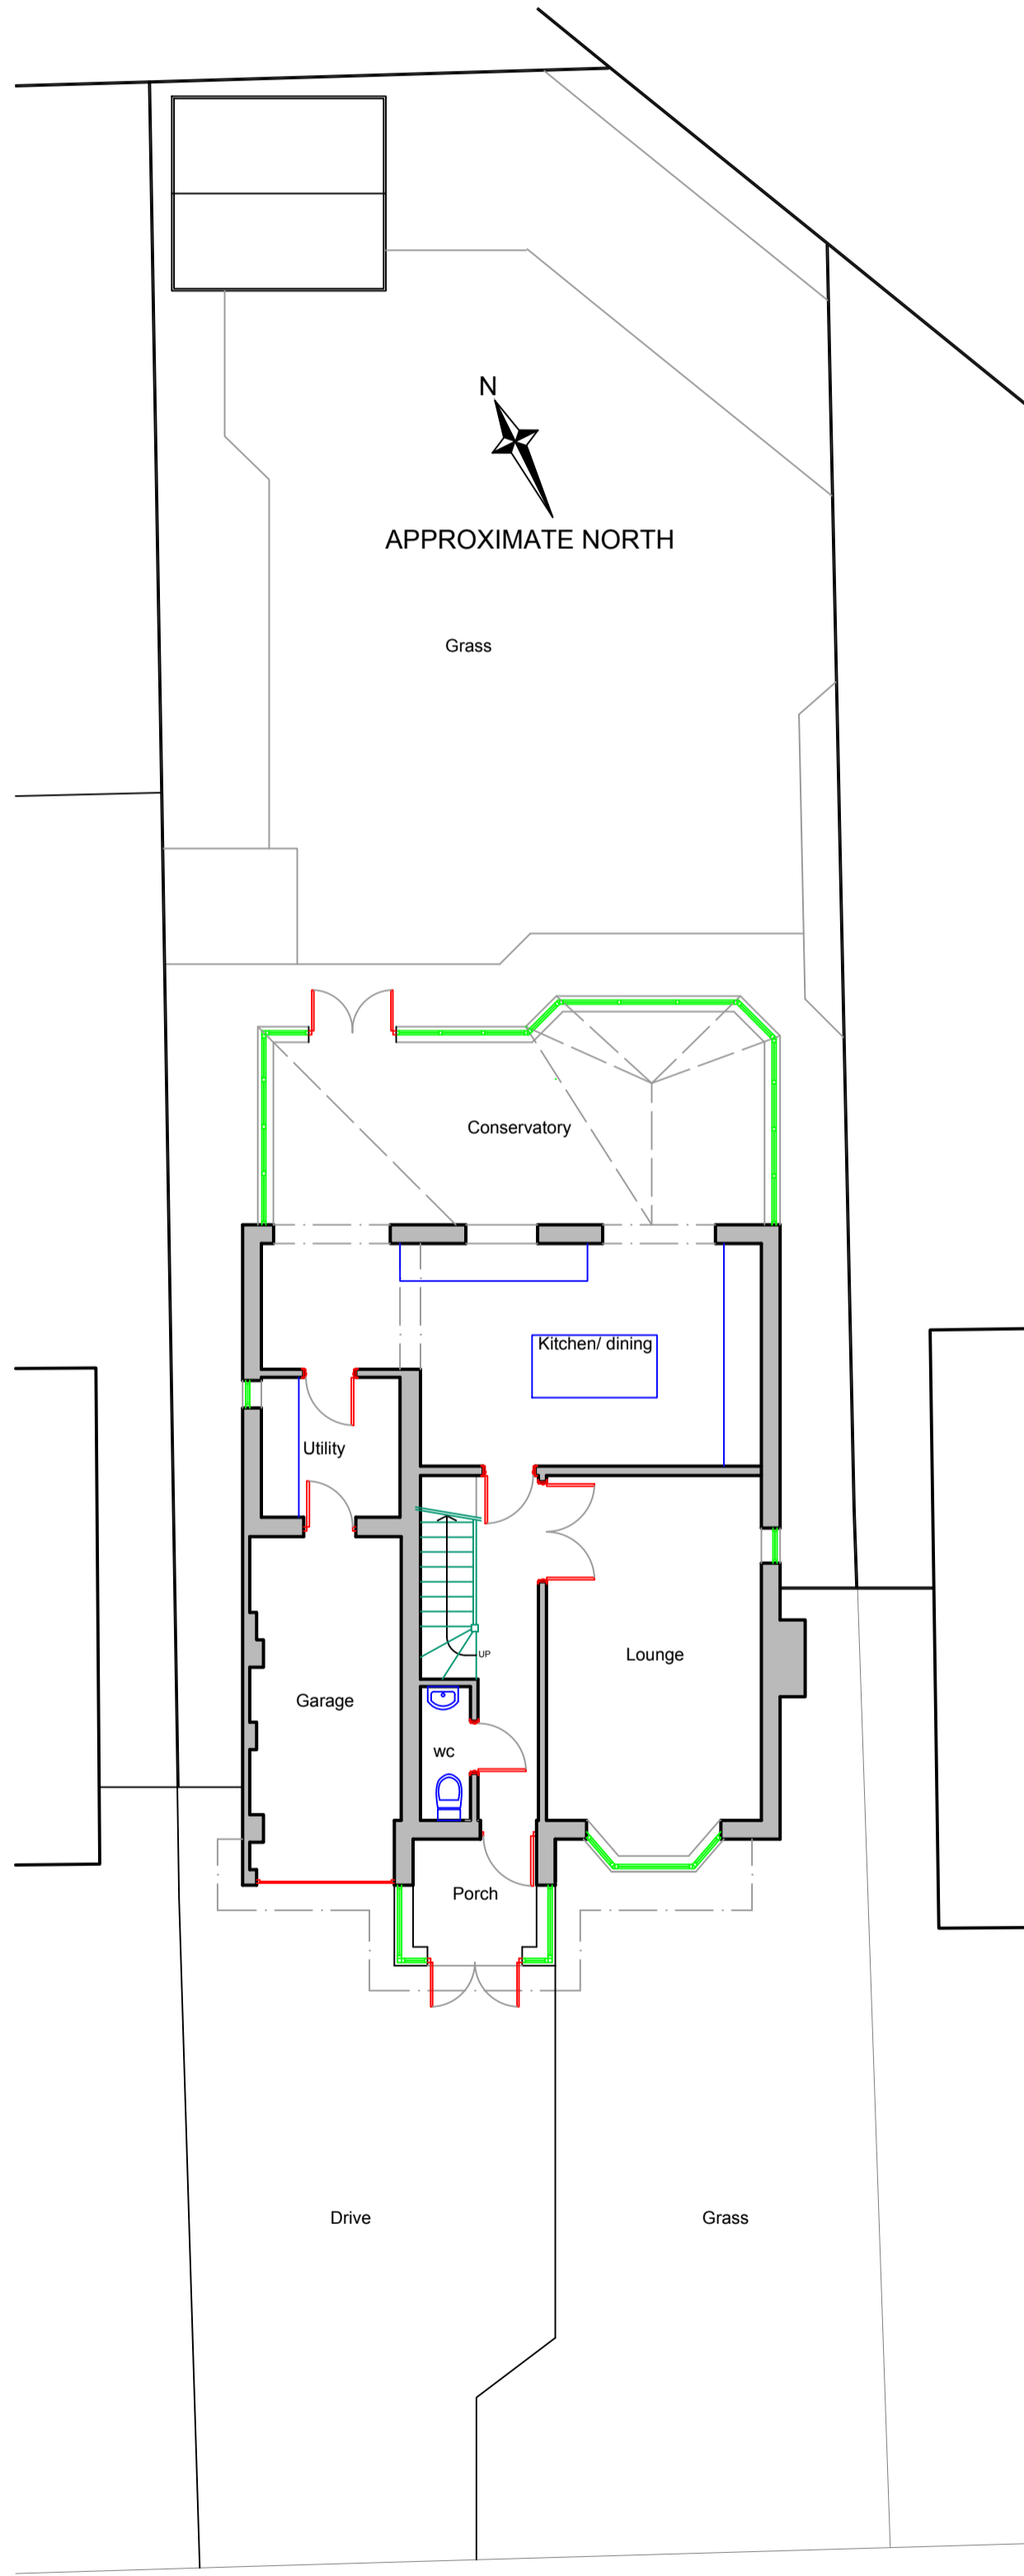 N
APPROXIMATE NORTH
Grass
Conservatory
Kitchen/ dining
Utility
UP
Lounge
Garage
wc
Porch
Drive
Grass